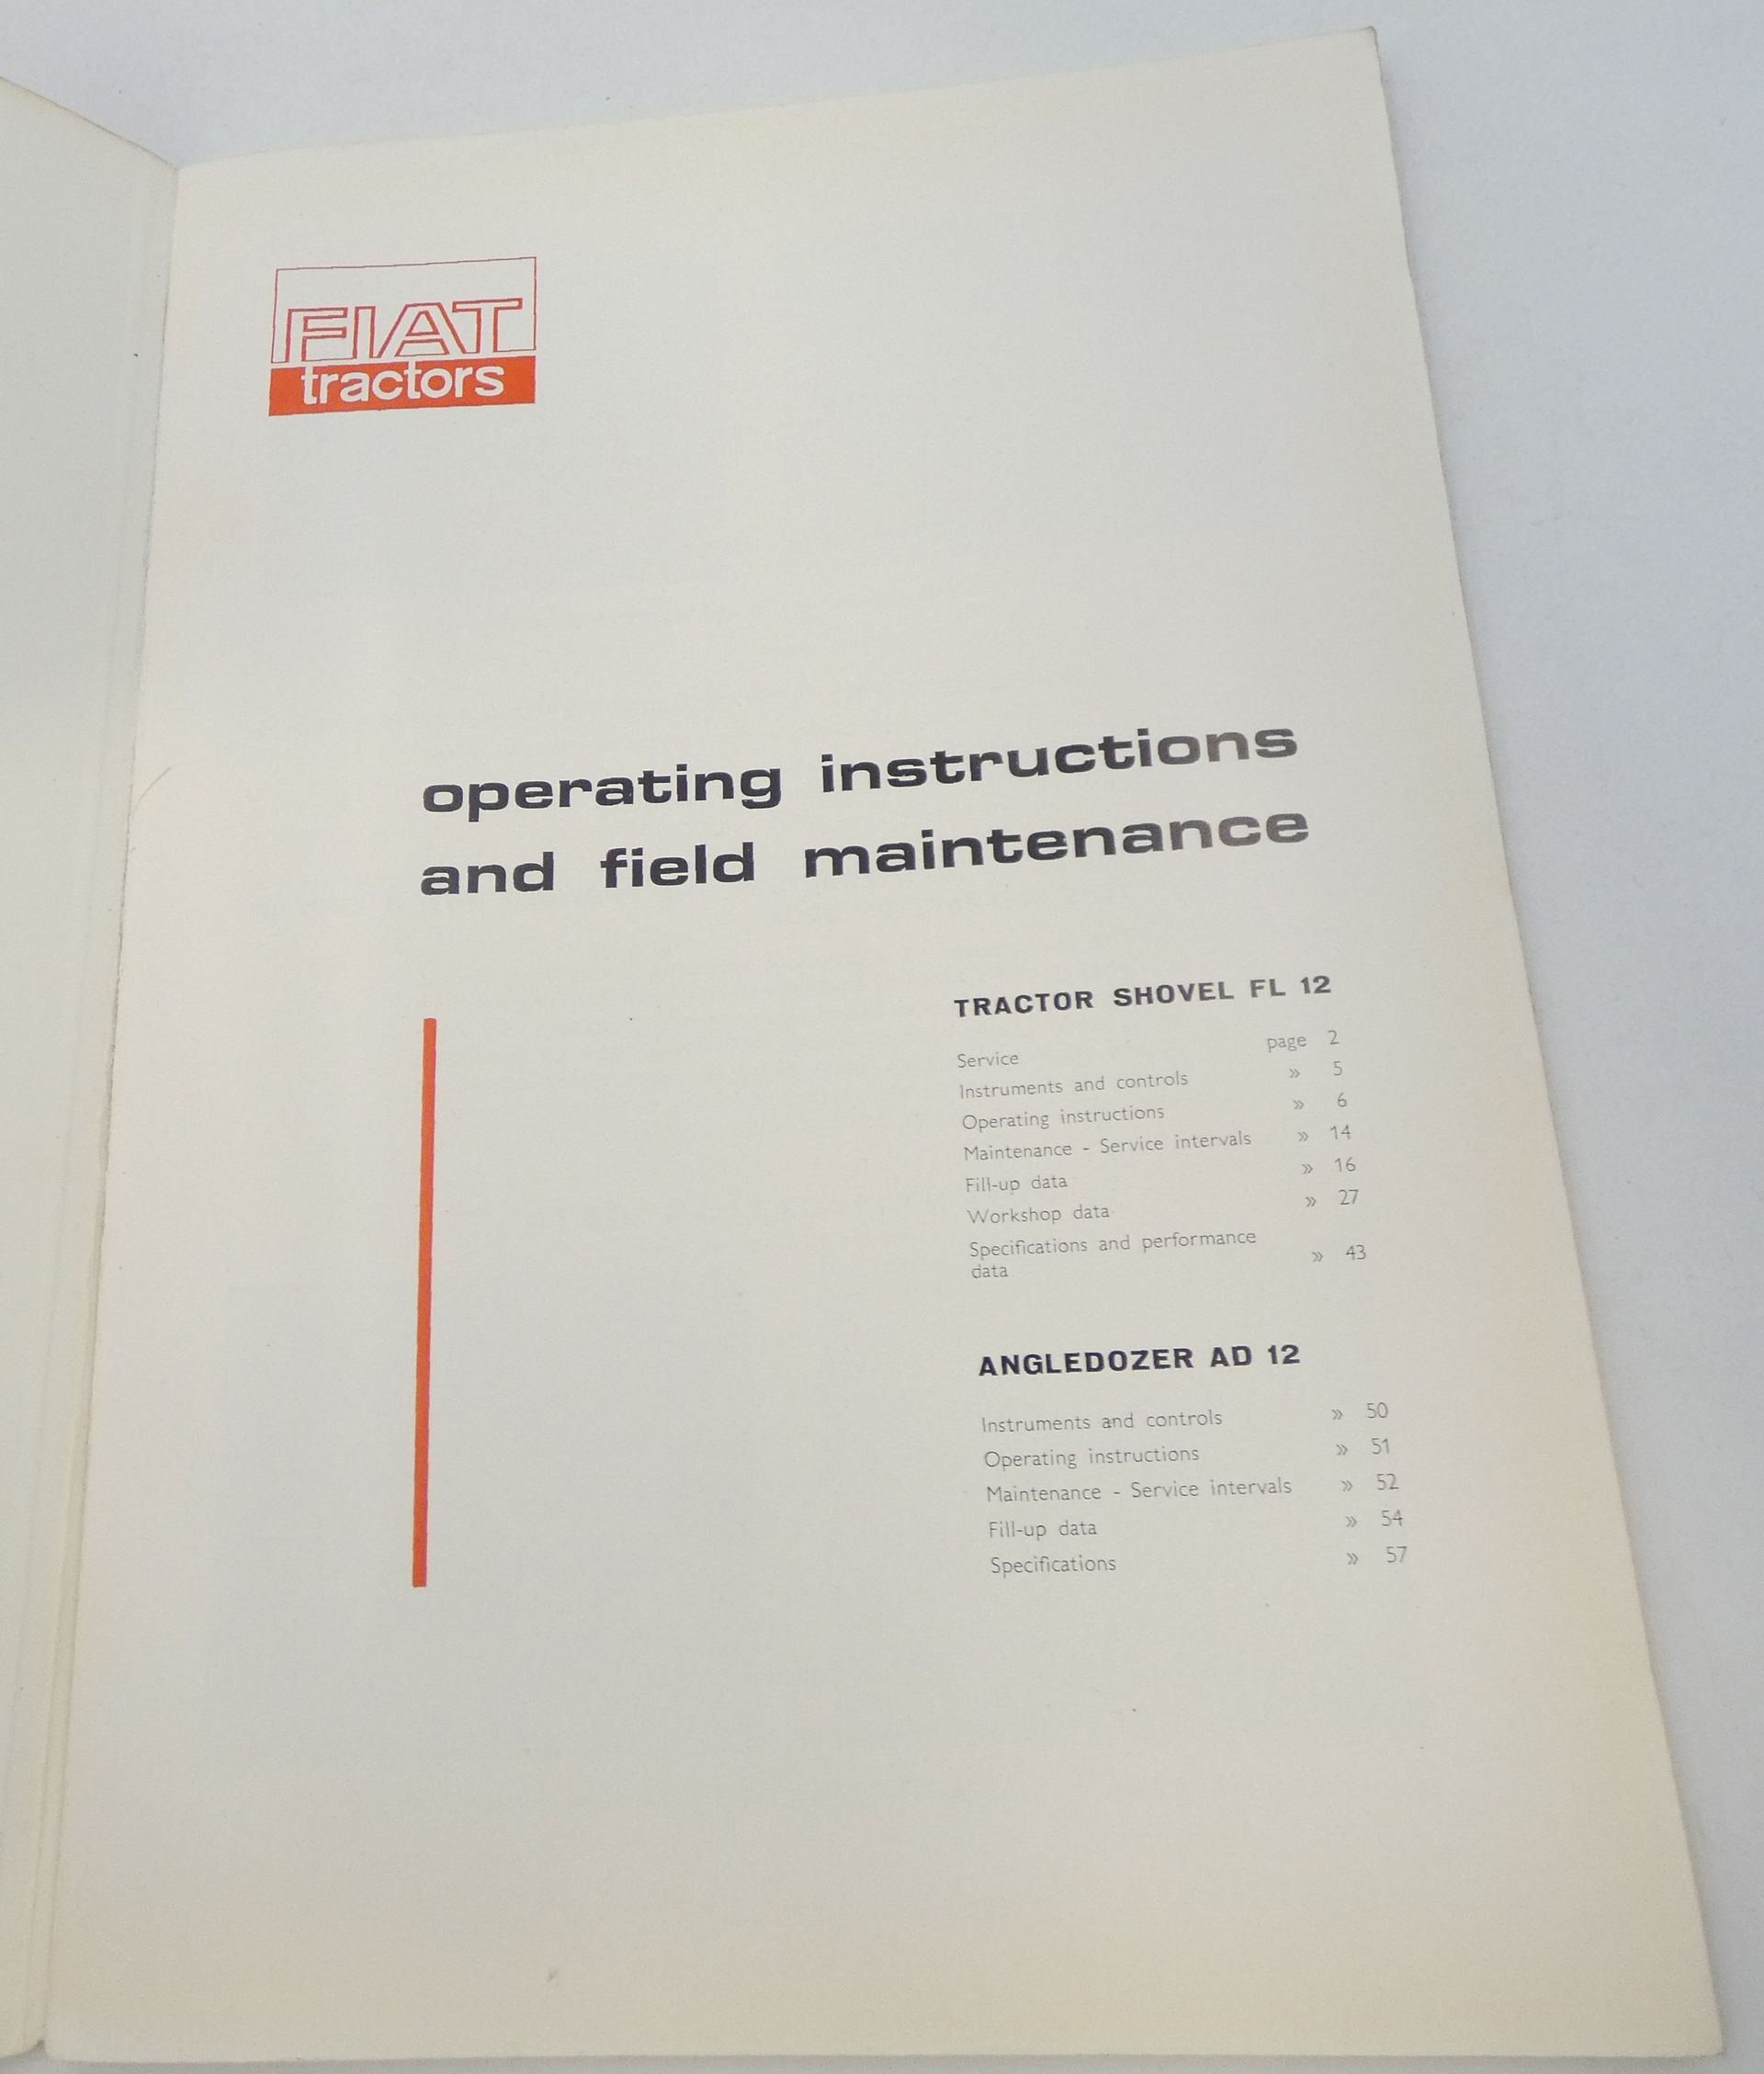 FIAT
tractors
operating instructions
and field maintenance
TRACTOR SHOVEL FL 12
Service page 2
Instruments and controls » 5
Operating instructions » 6
Maintenance - Service intervals » 14
Fill-up data » 16
Workshop data » 27
Specifications and performance
data » 43
ANGLEDOZER AD 12
Instruments and controls » 50
Operating instructions » 51
Maintenance - Service intervals » 52
Fill-up data » 54
Specifications » 57